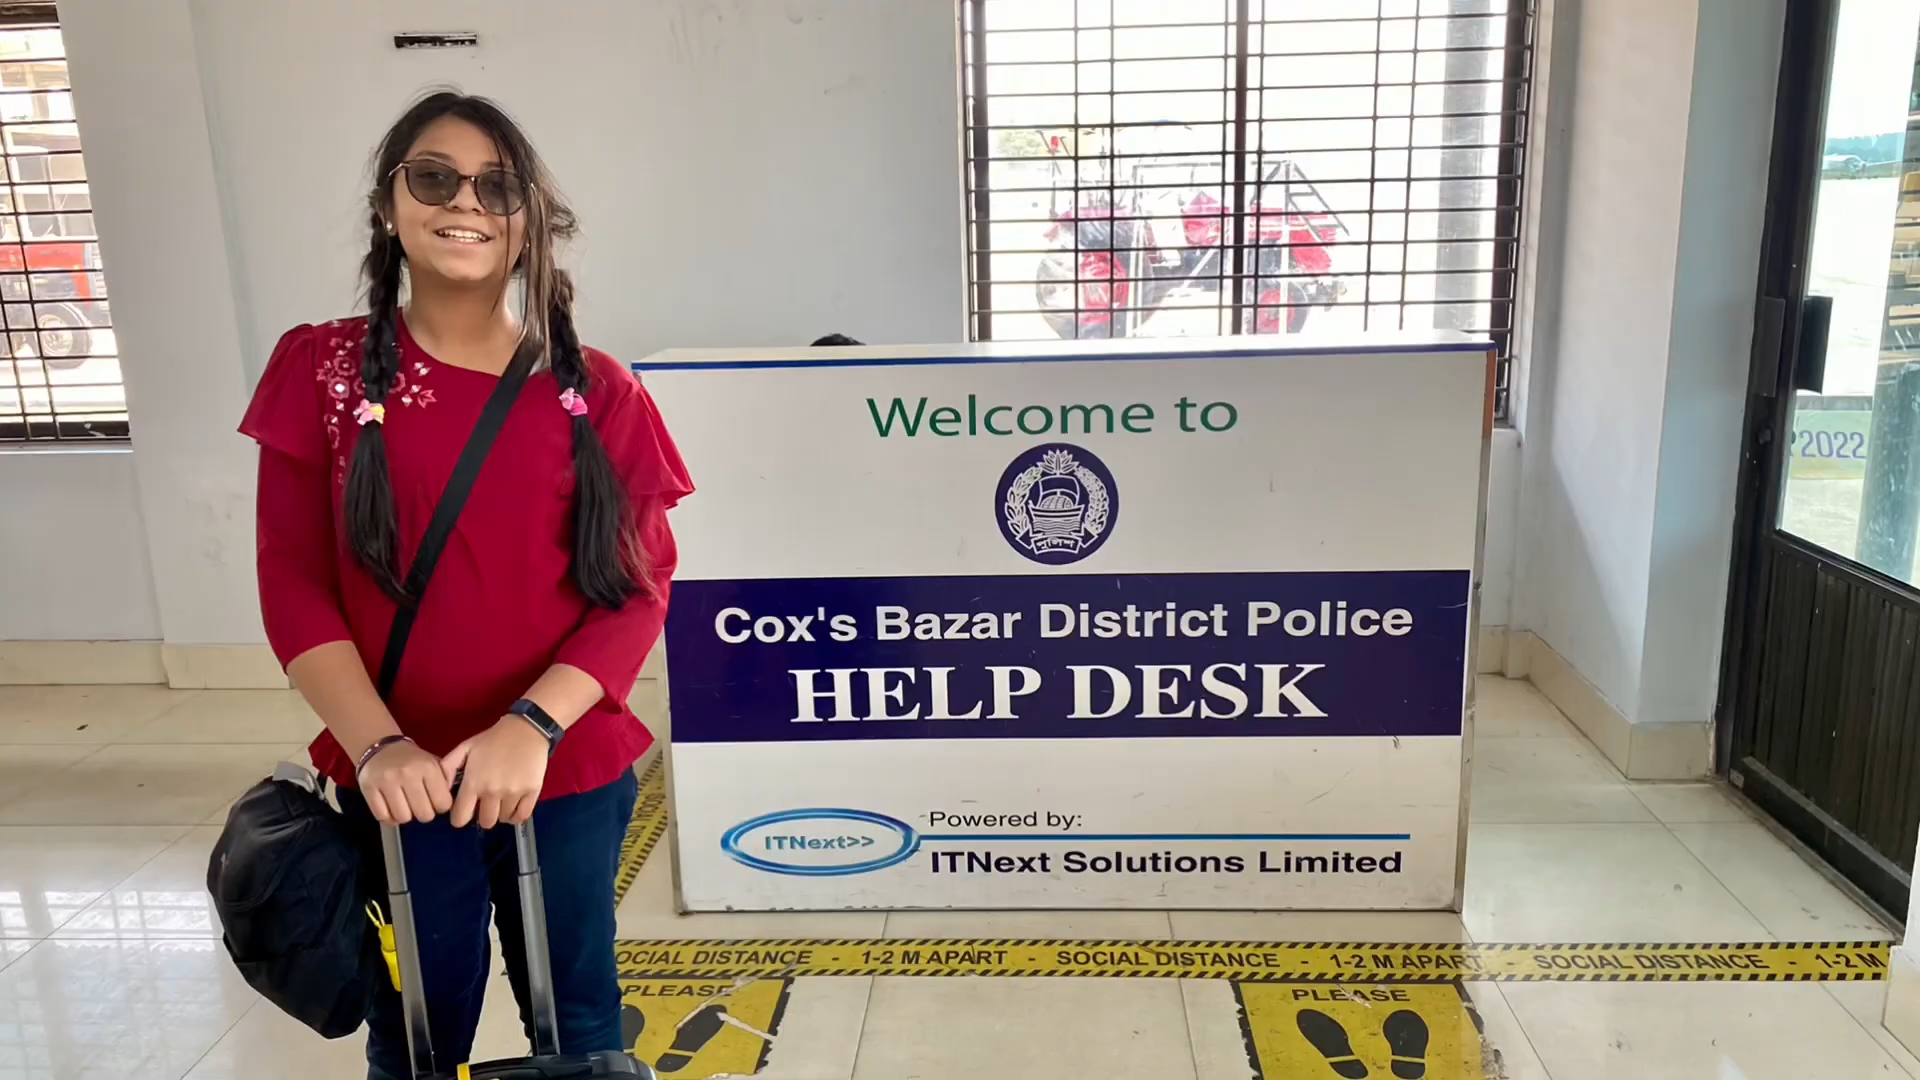 Welcome to
পুলিশ
Cox's Bazar District Police
HELP DESK
ITNext>>
Powered by:
ITNext Solutions Limited
2022
SOCIAL
OCIAL DISTANCE - 1-2 M APART - SOCIAL DISTANCE - 1-2 M APART - SOCIAL DISTANCE - 1-2 M
PLEASE
PLEASE